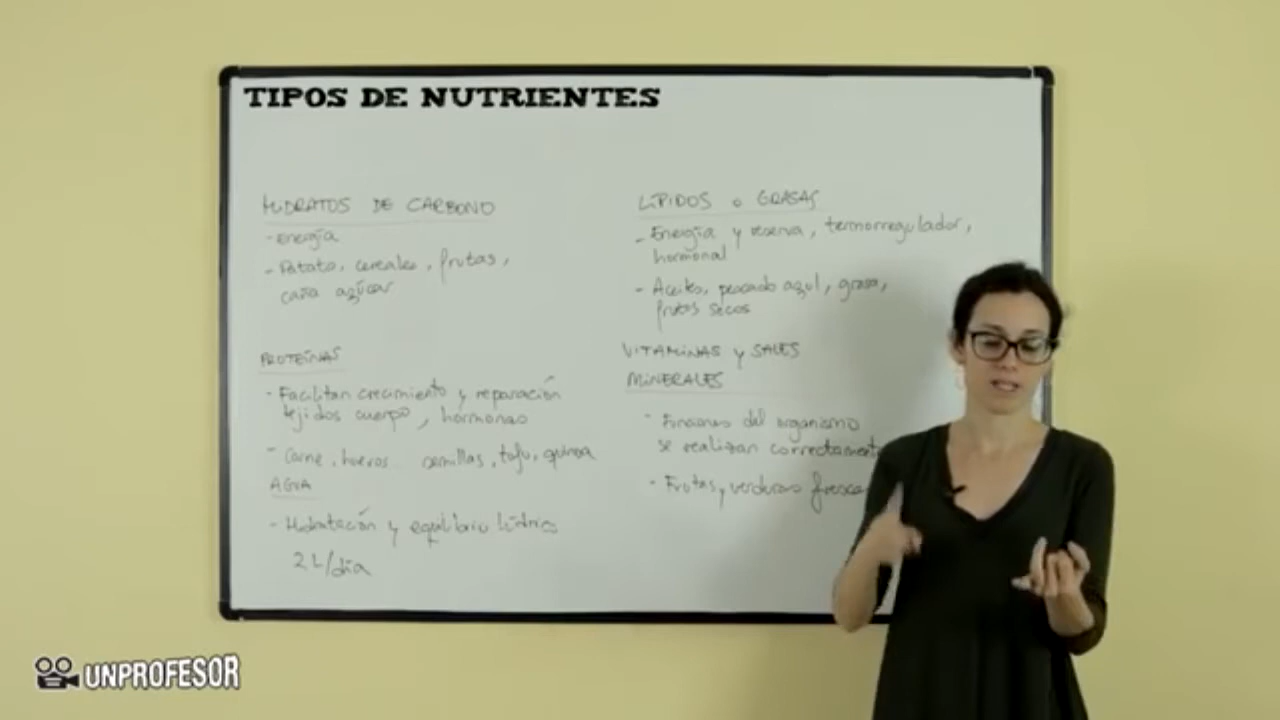 TIPOS DE NUTRIENTES
HIDRATOS DE CARBONO
- Energía
- Patata, cereales, frutas,
caña azúcar
PROTEÍNAS
- Facilitan crecimiento y reparación
tejidos cuerpo, hormonas
- Carne, huevos.. semillas, tofu, quinoa
AGUA
- Hidratación y equilibrio hídrico
2L/día
LÍPIDOS o GRASAS
- Energía y reserva, termorregulador,
hormonal
- Aceites, pescado azul, grasa,
frutos secos
VITAMINAS y SALES
MINERALES
- Funciones del organismo
se realizan correctamente
- Frutas y verduras fresca
UNPROFESOR